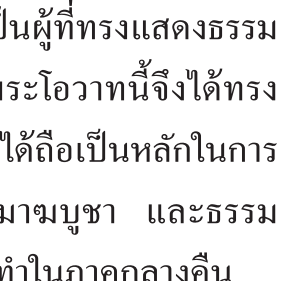 ป็นผู้ที่ทรงแสดงธรรม
ระโอวาทนี้จึงได้ทรง
ได้ถือเป็นหลักในการ
มาฆบูชา และธรรม
ทำในภาคกลางคืน